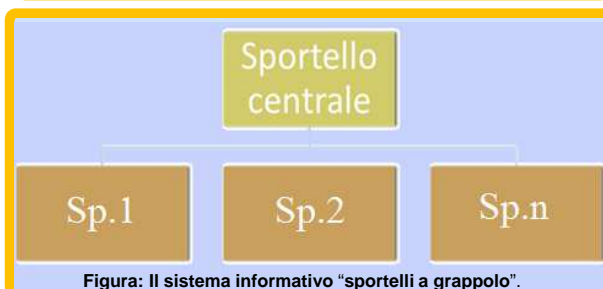 Sportello
centrale
Sp.1 Sp.2 Sp.n
Figura: Il sistema informativo “sportelli a grappolo”.